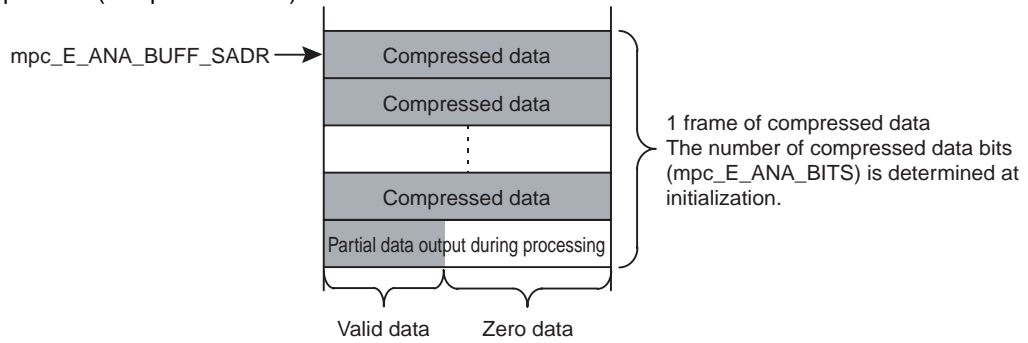 mpc_E_ANA_BUFF_SADR
Compressed data
Compressed data
Compressed data
Partial data output during processing
1 frame of compressed data
The number of compressed data bits
(mpc_E_ANA_BITS) is determined at
initialization.
Valid data
Zero data